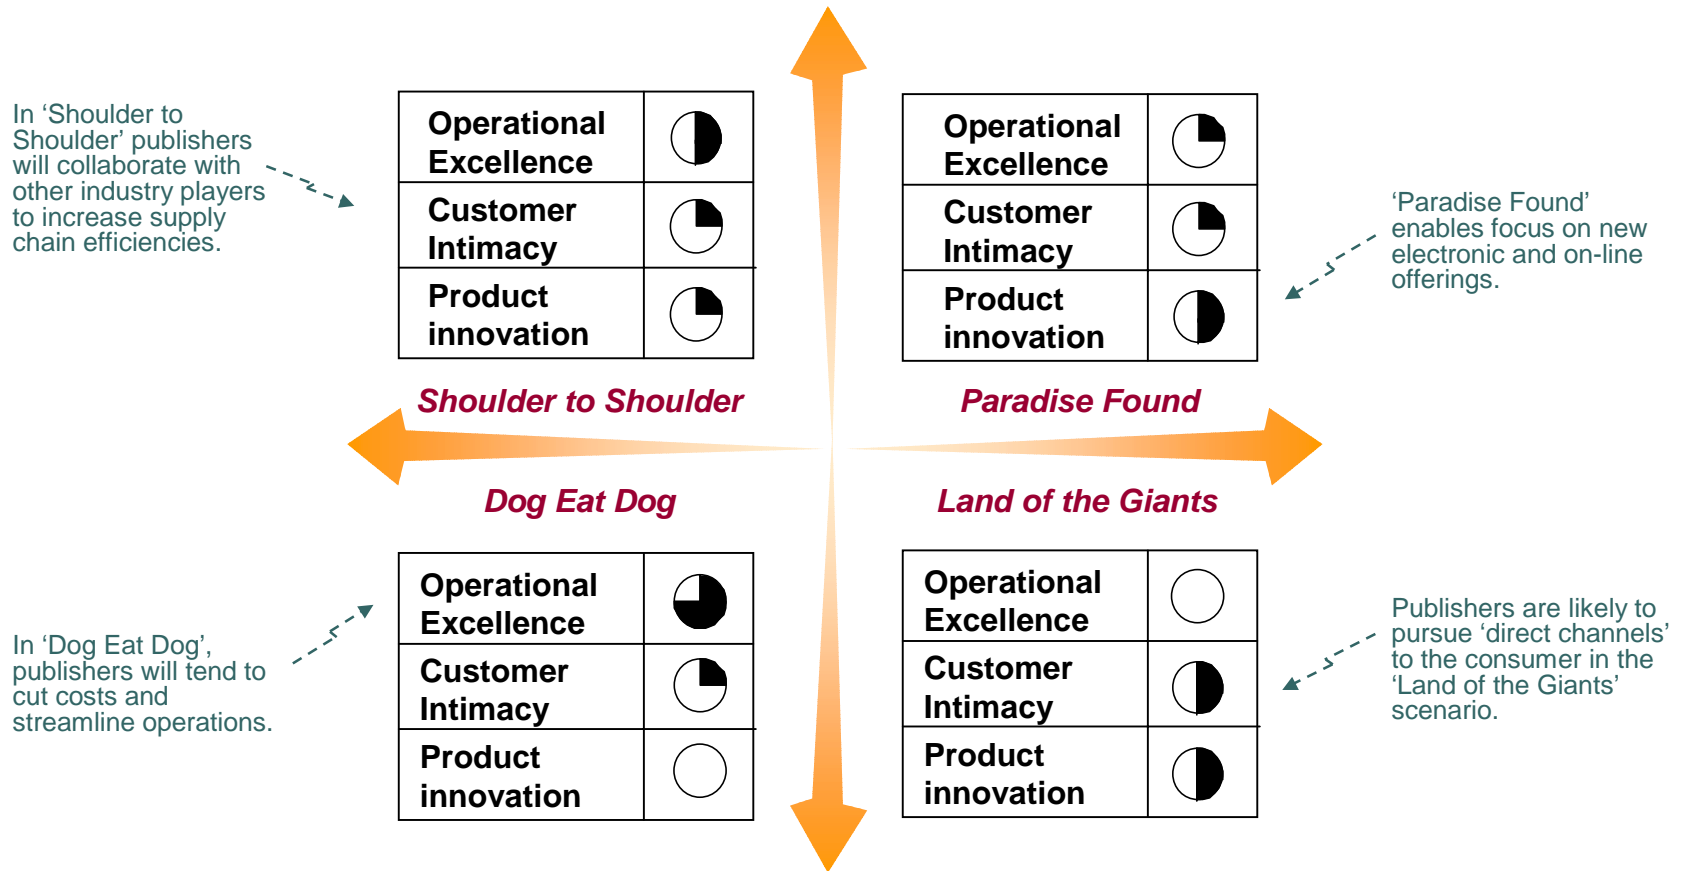 In ‘Shoulder to
Shoulder’ publishers
will collaborate with
other industry players
to increase supply
chain efficiencies.
Operational
Excellence
Customer
Intimacy
Product
innovation
Shoulder to Shoulder
Operational
Excellence
Customer
Intimacy
Product
innovation
Paradise Found
‘Paradise Found’
enables focus on new
electronic and on-line
offerings.
In ‘Dog Eat Dog’,
publishers will tend to
cut costs and
streamline operations.
Dog Eat Dog
Operational
Excellence
Customer
Intimacy
Product
innovation
Land of the Giants
Operational
Excellence
Customer
Intimacy
Product
innovation
Publishers are likely to
pursue ‘direct channels’
to the consumer in the
‘Land of the Giants’
scenario.